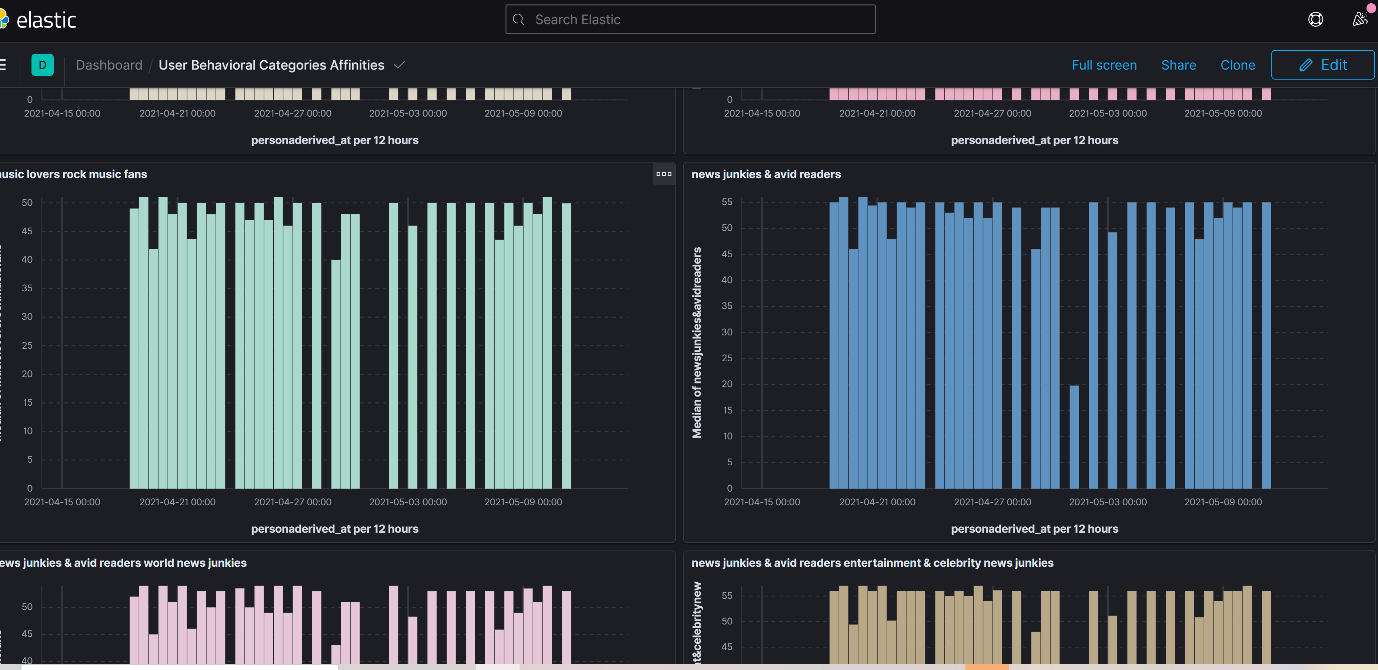 elastic
Search Elastic
D
Dashboard / User Behavioral Categories Affinities
Full screen
Share
Clone
Edit
0
2021-04-15 00:00 2021-04-21 00:00 2021-04-27 00:00 2021-05-03 00:00 2021-05-09 00:00
personaderived_at per 12 hours
0
2021-04-15 00:00 2021-04-21 00:00 2021-04-27 00:00 2021-05-03 00:00 2021-05-09 00:00
personaderived_at per 12 hours
usic lovers rock music fans
50
45
40
35
30
25
20
15
10
5
0
2021-04-15 00:00 2021-04-21 00:00 2021-04-27 00:00 2021-05-03 00:00 2021-05-09 00:00
personaderived_at per 12 hours
news junkies & avid readers
Median of newsjunkies&avidreaders
55
50
45
40
35
30
25
20
15
10
5
0
2021-04-15 00:00 2021-04-21 00:00 2021-04-27 00:00 2021-05-03 00:00 2021-05-09 00:00
personaderived_at per 12 hours
ews junkies & avid readers world news junkies
50
45
40
news junkies & avid readers entertainment & celebrity news junkies
nt&celebritynew
55
50
45